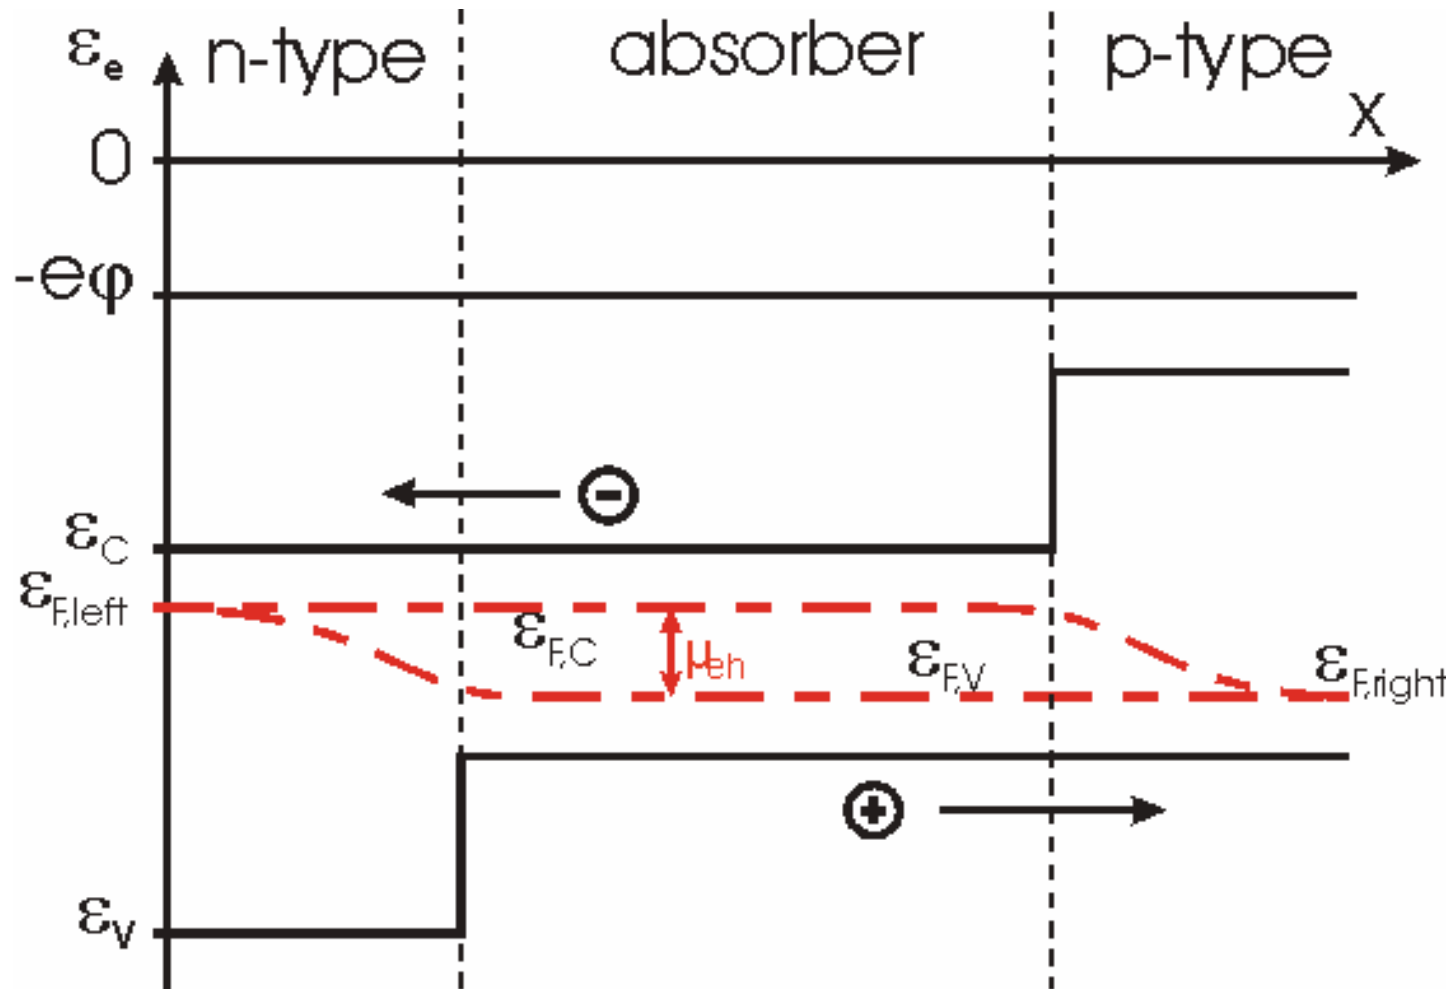 εe
n-type
absorber
p-type
X
0
-eφ
−
εC
εF,left
εF,C
μeh
εF,V
εF,right
+
εV